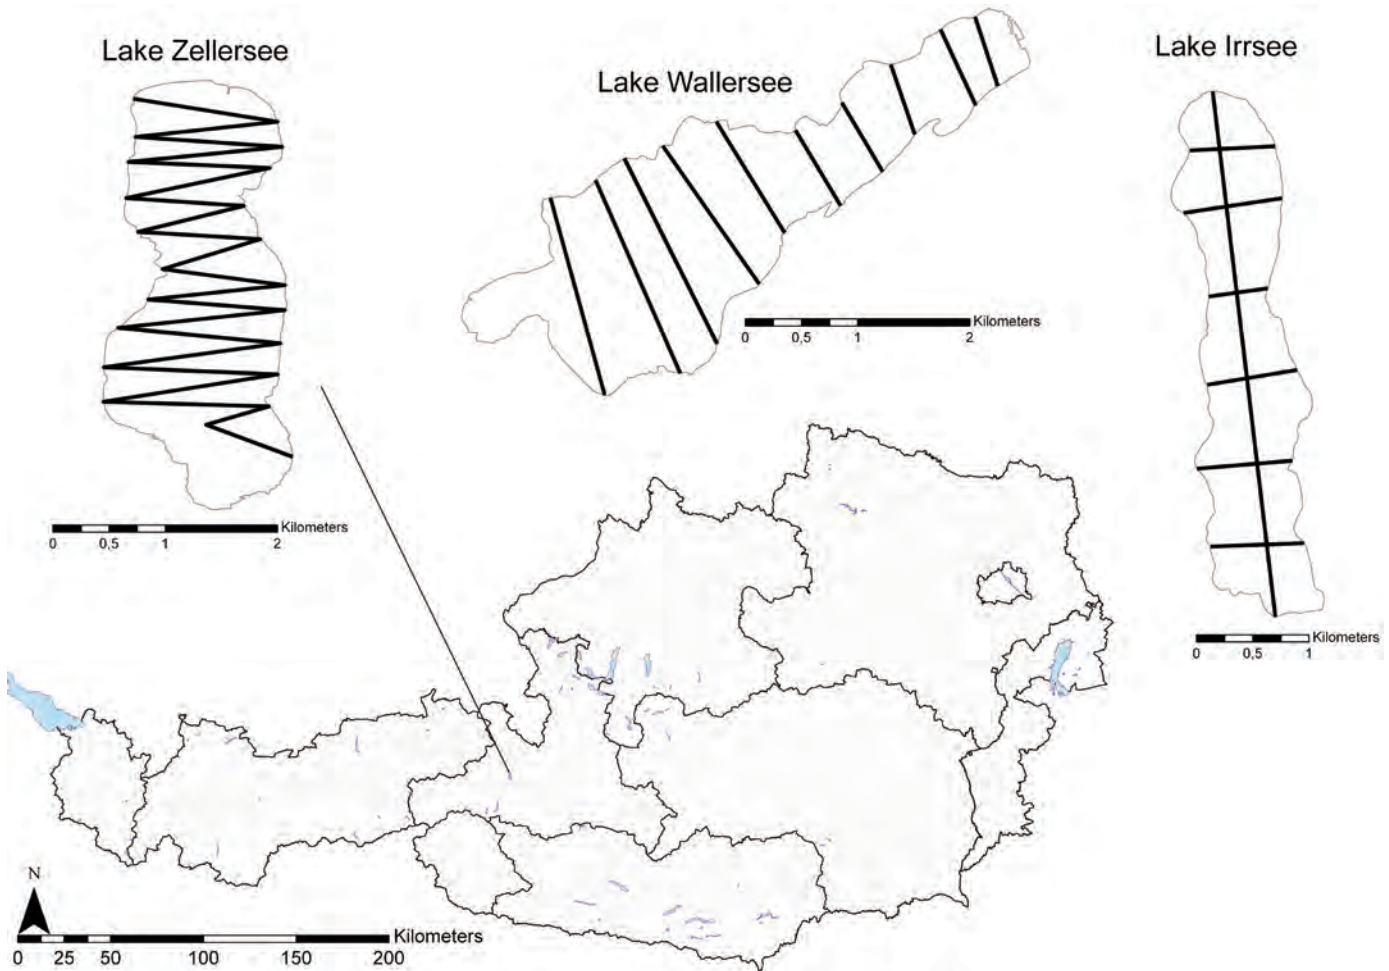 Lake Zellersee
Lake Wallersee
Lake Irrsee
Kilometers
0 0,5 1 2
Kilometers
0 0,5 1 2
Kilometers
0 0,5 1
N
Kilometers
0 25 50 100 150 200